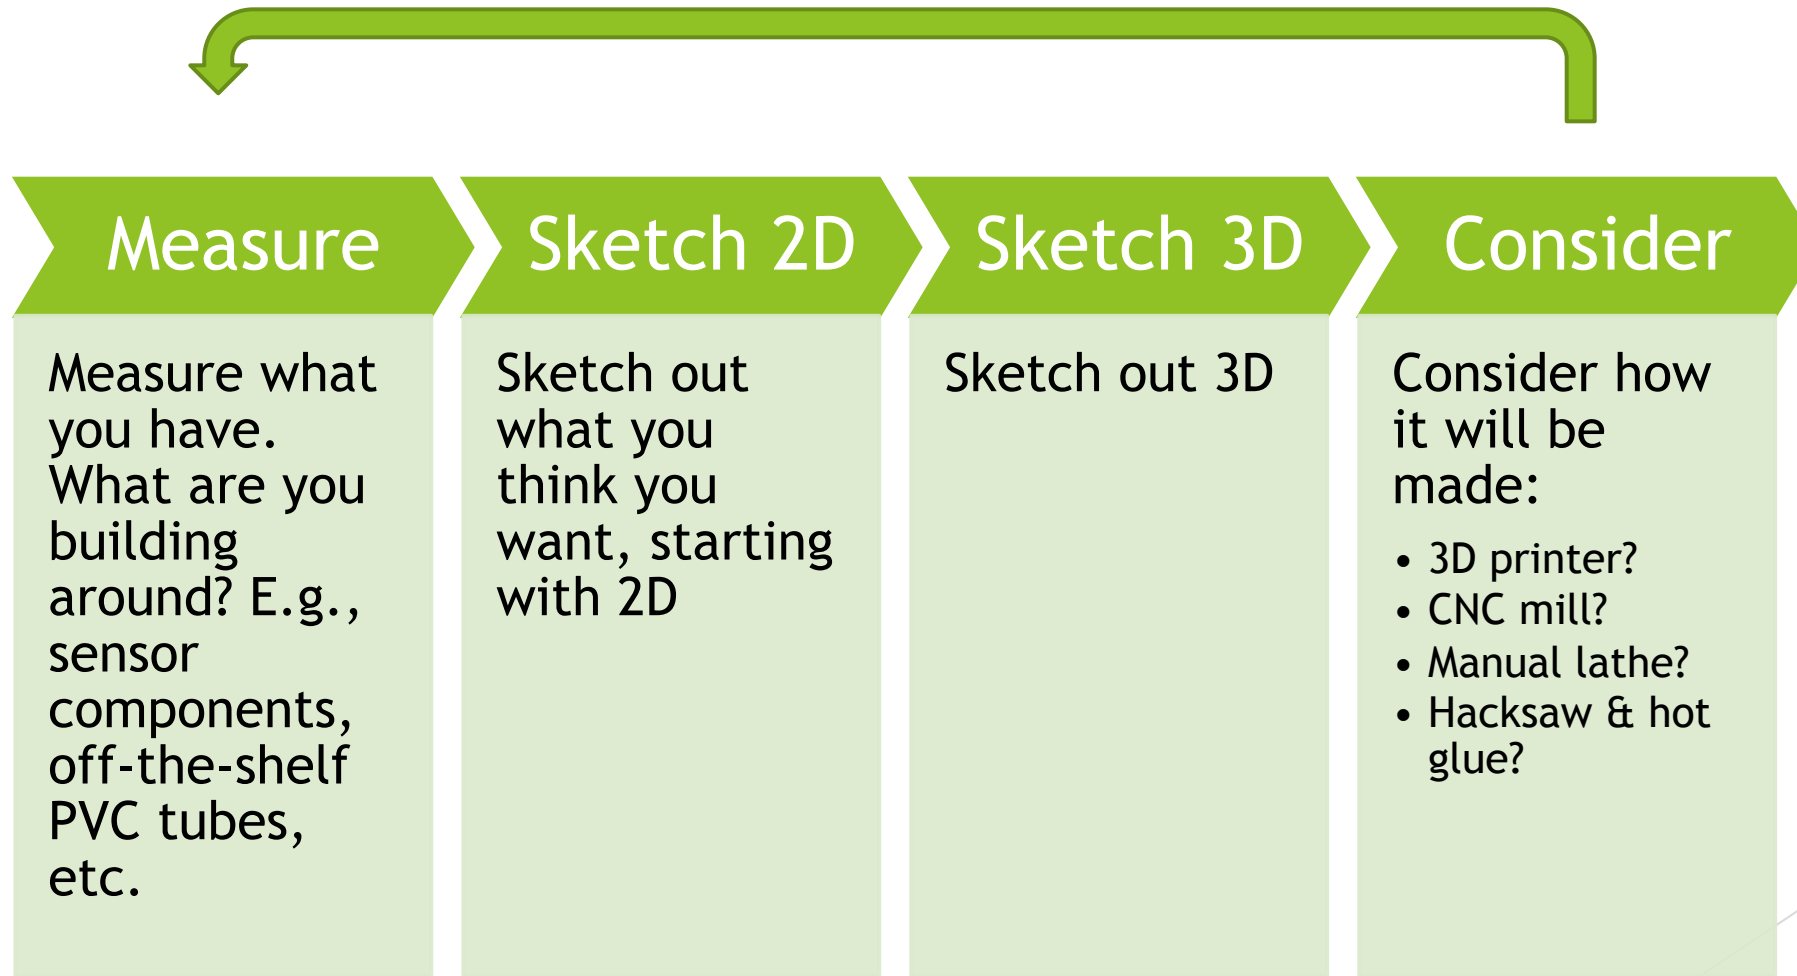 Measure
Measure what
you have.
What are you
building
around? E.g.,
sensor
components,
off-the-shelf
PVC tubes,
etc.
Sketch 2D
Sketch out
what you
think you
want, starting
with 2D
Sketch 3D
Sketch out 3D
Consider
Consider how
it will be
made:
• 3D printer?
• CNC mill?
• Manual lathe?
• Hacksaw & hot
glue?